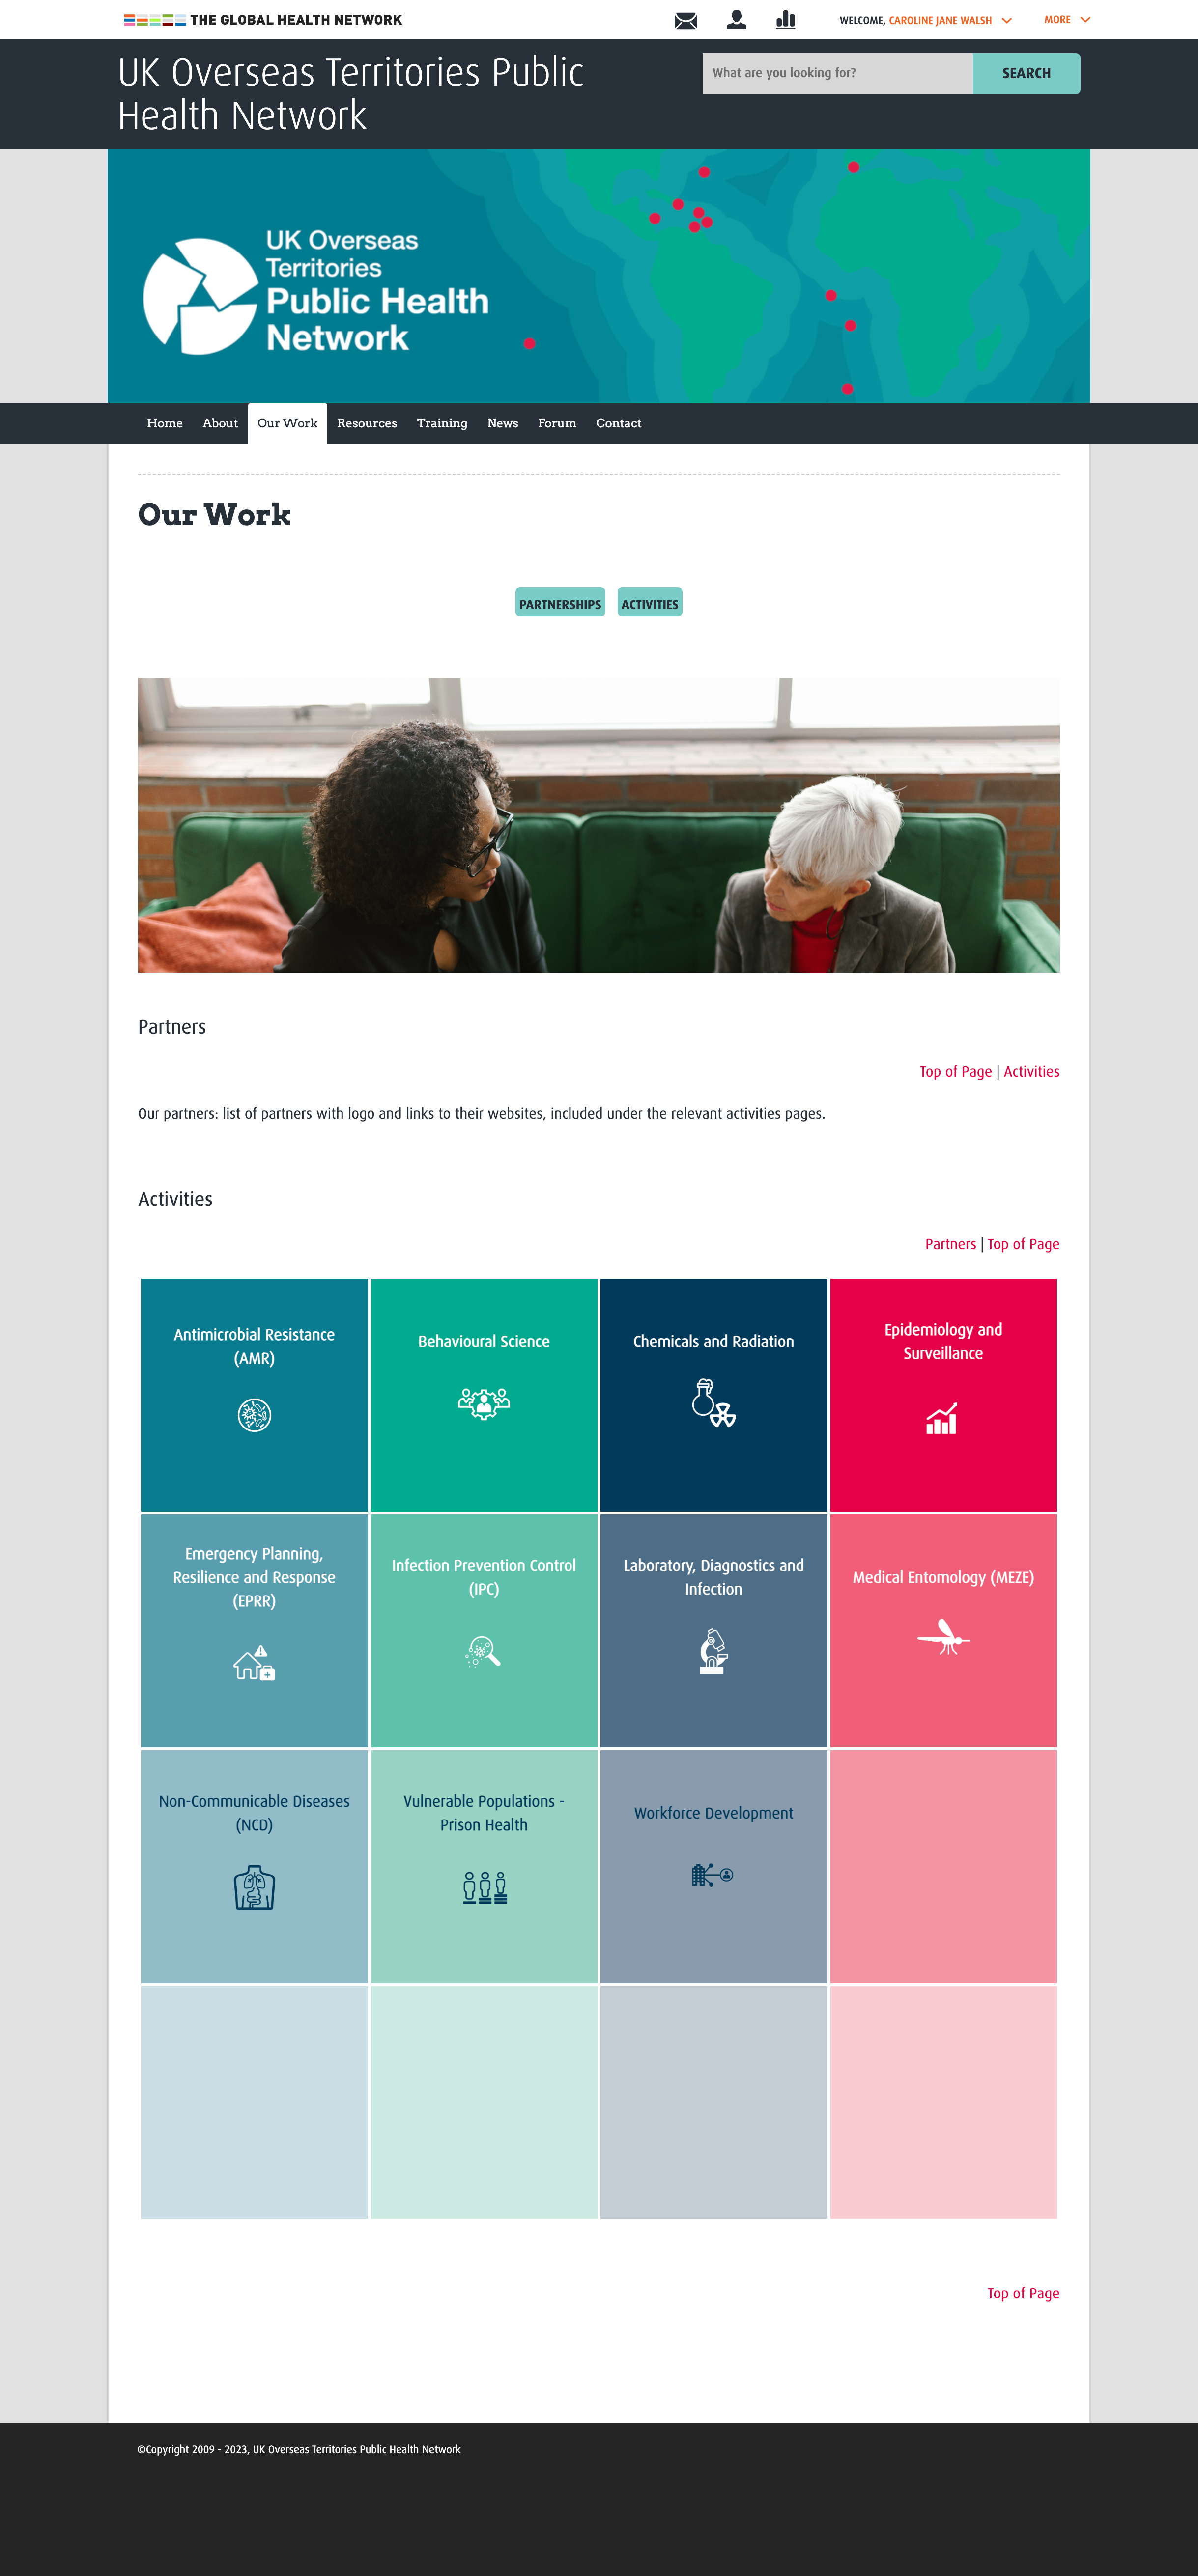 THE GLOBAL HEALTH NETWORK
WELCOME, CAROLINE JANE WALSH
MORE
UK Overseas Territories Public
Health Network
What are you looking for?
SEARCH
UK Overseas
Territories
Public Health
Network
Home About Our Work Resources Training News Forum Contact
Our Work
PARTNERSHIPS ACTIVITIES
Partners
Top of Page | Activities
Our partners: list of partners with logo and links to their websites, included under the relevant activities pages.
Activities
Partners | Top of Page
Antimicrobial Resistance
(AMR)
Behavioural Science
Chemicals and Radiation
Epidemiology and
Surveillance
Emergency Planning,
Resilience and Response
(EPRR)
Infection Prevention Control
(IPC)
Laboratory, Diagnostics and
Infection
Medical Entomology (MEZE)
Non-Communicable Diseases
(NCD)
Vulnerable Populations -
Prison Health
Workforce Development
Top of Page
©Copyright 2009 - 2023, UK Overseas Territories Public Health Network